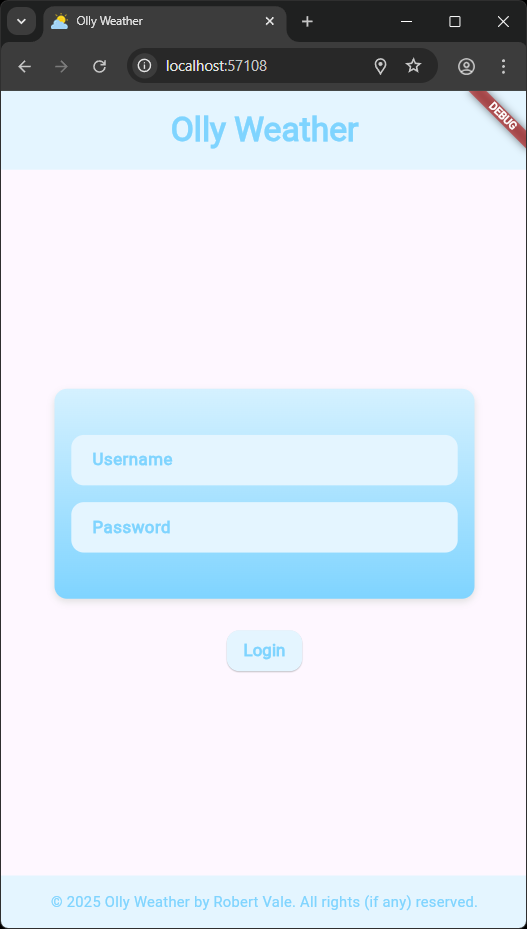 Olly Weather
localhost:57108
Olly Weather
DEBUG
Username
Password
Login
© 2025 Olly Weather by Robert Vale. All rights (if any) reserved.